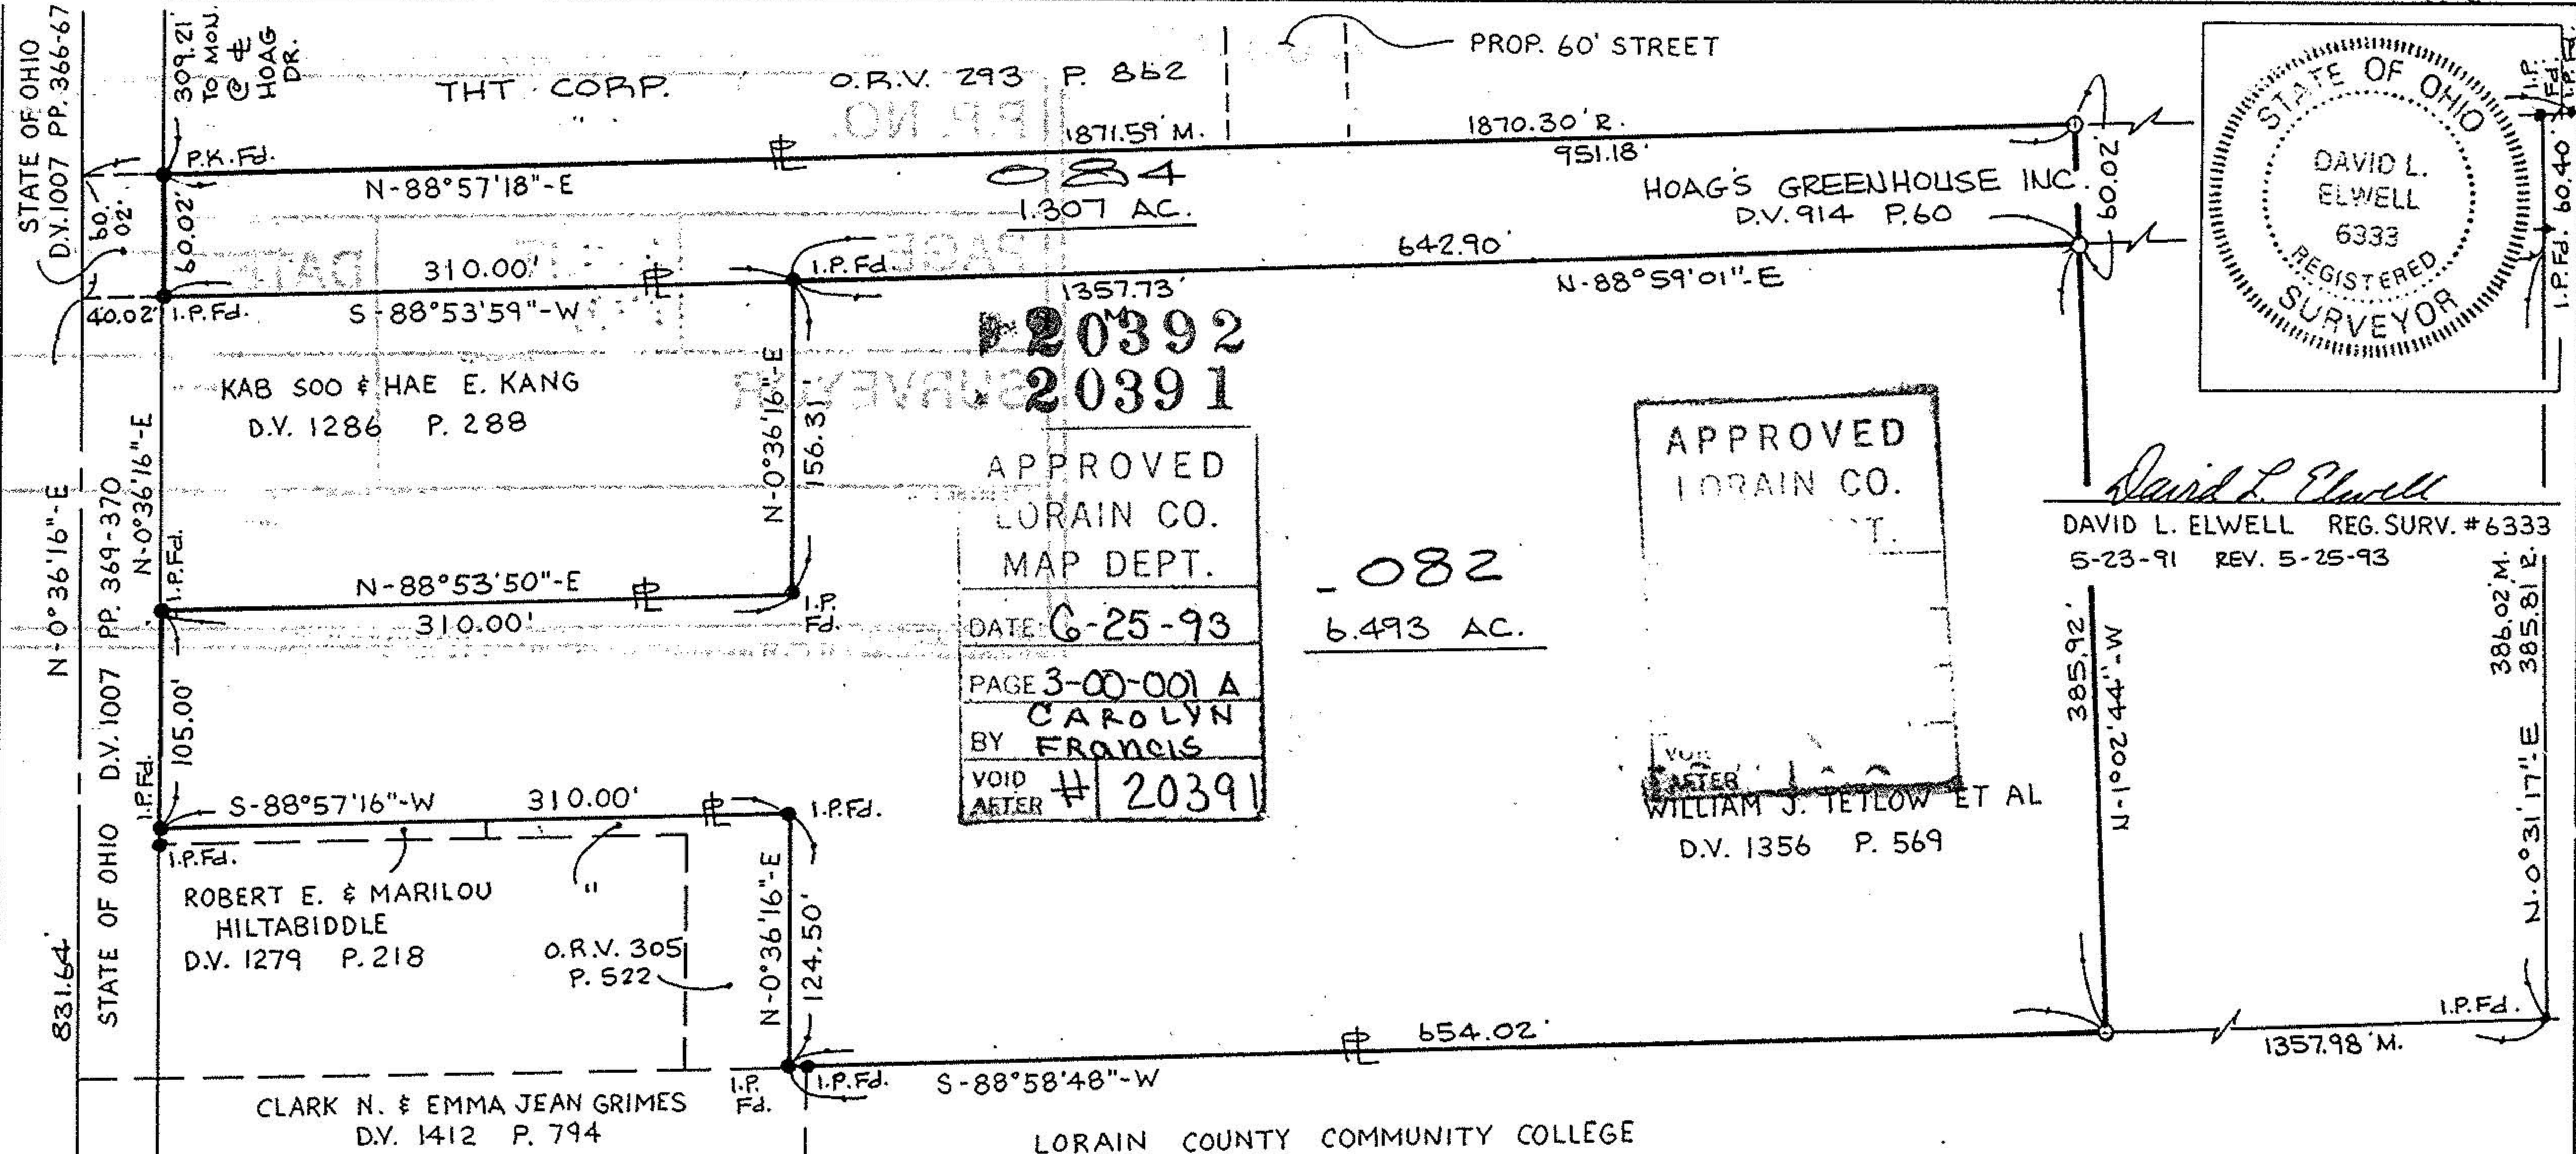 STATE OF OHIO
D.V. 1007 PP. 366-67
309.21'
TO MON.
@ ℄
HOAG
DR.
THT CORP.
O.R.V. 293 P. 862
"
PROP. 60' STREET
P.P. NO.
1871.59' M.
1870.30' R.
951.18'
P.K. Fd.
℄
N-88°57'18"-E
084
1.307 AC.
HOAG'S GREENHOUSE INC.
D.V. 914 P.60
60.02'
60.
02'
60.02'
40.02'
I.P.Fd.
310.00'
℄
S-88°53'59"-W
DATE
PAGE
I.P.Fd.
642.90'
1357.73'
M.
N-88°59'01"-E
STATE OF OHIO
DAVID L.
ELWELL
6333
REGISTERED
SURVEYOR
I.P.
Fd.
I.P.Fd.
60.40'
I.P.Fd.
KAB SOO & HAE E. KANG
D.V. 1286 P. 288
SURVEYOR
N-0°36'16"-E
156.31'
20392
20391
APPROVED
LORAIN CO.
MAP DEPT.
DATE 6-25-93
PAGE 3-00-001 A
BY CAROLYN
FRANCIS
VOID
AFTER # 20391
082
6.493 AC.
APPROVED
LORAIN CO.
T.
AFTER
WILLIAM J. TETLOW ET AL
D.V. 1356 P. 569
David L. Elwell
DAVID L. ELWELL REG. SURV. #6333
5-23-91 REV. 5-25-93
385.92'
N-1°02'44"-W
386.02' M.
385.81' R.
N-0°31'17"-E
N-0°36'16"-E
831.64'
STATE OF OHIO D.V. 1007 PP. 369-370
N-0°36'16"-E
I.P.Fd.
N-88°53'50"-E
310.00'
I.P.
Fd.
105.00'
I.P.Fd.
S-88°57'16"-W 310.00'
I.P.Fd.
I.P.Fd.
ROBERT E. & MARILOU
HILTABIDDLE
D.V. 1279 P. 218
"
O.R.V. 305
P. 522
N-0°36'16"-E
124.50'
I.P.
Fd.
I.P.Fd.
S-88°58'48"-W
654.02'
1357.98' M.
I.P.Fd.
CLARK N. & EMMA JEAN GRIMES
D.V. 1412 P. 794
LORAIN COUNTY COMMUNITY COLLEGE